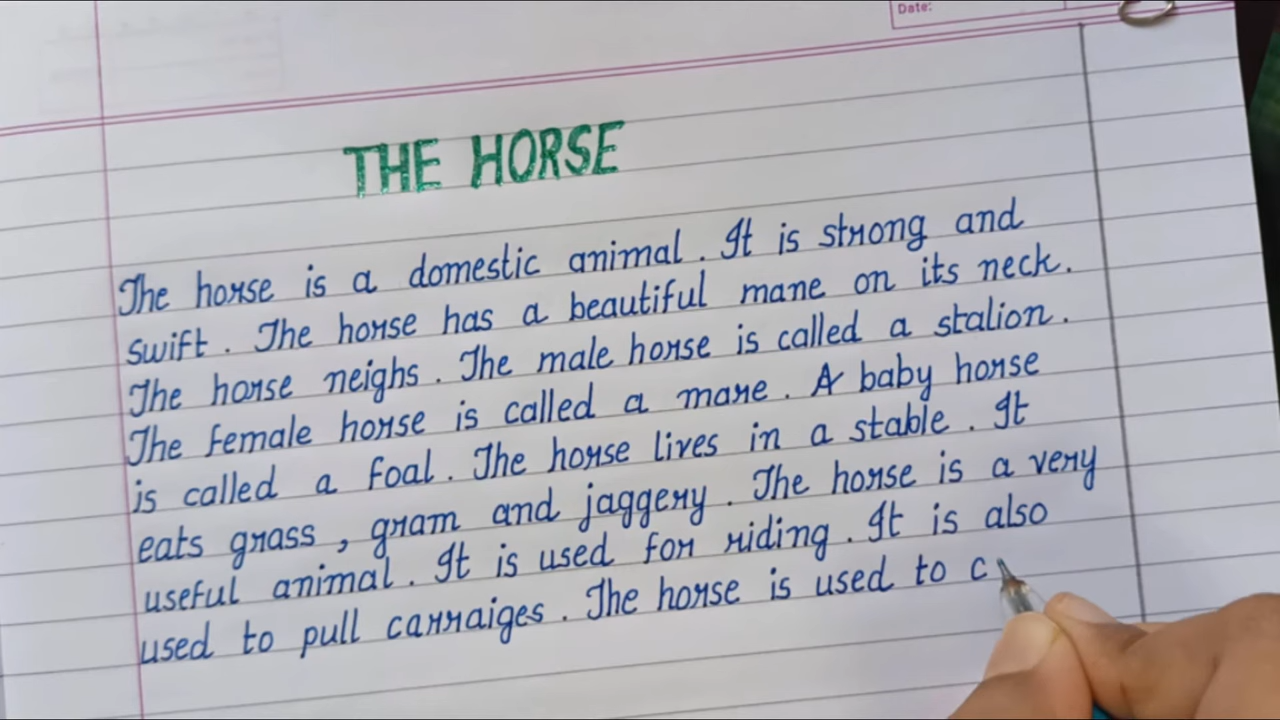 Date:
THE HORSE
The horse is a domestic animal. It is strong and
swift. The horse has a beautiful mane on its neck.
The horse neighs. The male horse is called a stalion.
The female horse is called a mare. A baby horse
is called a foal. The horse lives in a stable. It
eats grass, gram and jaggery. The horse is a very
useful animal. It is used for riding. It is also
used to pull carraiges. The horse is used to c